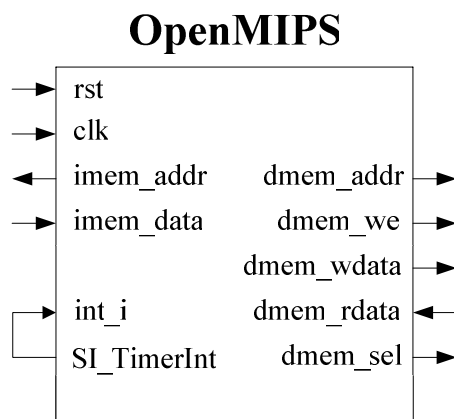 OpenMIPS
rst
clk
imem_addr
dmem_addr
imem_data
dmem_we
dmem_wdata
int_i
dmem_rdata
SI_TimerInt
dmem_sel